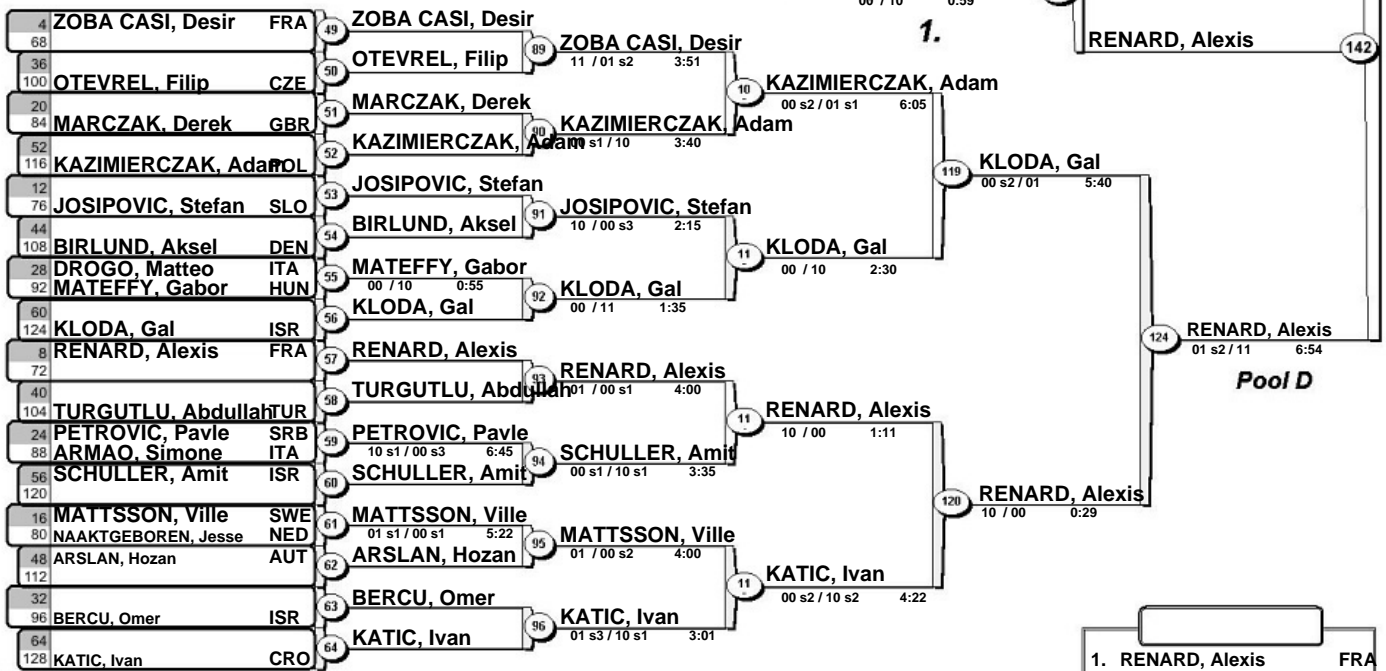 00 / 10 0:59
1.
RENARD, Alexis
142
4 ZOBA CASI, Desir FRA
68
49 ZOBA CASI, Desir
36
100 OTEVREL, Filip CZE
50 OTEVREL, Filip
89 ZOBA CASI, Desir
11 / 01 s2 3:51
20
84 MARCZAK, Derek GBR
51 MARCZAK, Derek
52
116 KAZIMIERCZAK, Adam POL
52 KAZIMIERCZAK, Adam
90 KAZIMIERCZAK, Adam
00 s1 / 10 3:40
10 KAZIMIERCZAK, Adam
00 s2 / 01 s1 6:05
12
76 JOSIPOVIC, Stefan SLO
53 JOSIPOVIC, Stefan
44
108 BIRLUND, Aksel DEN
54 BIRLUND, Aksel
91 JOSIPOVIC, Stefan
10 / 00 s3 2:15
28 DROGO, Matteo ITA
92 MATEFFY, Gabor HUN
55 MATEFFY, Gabor
00 / 10 0:55
60
124 KLODA, Gal ISR
56 KLODA, Gal
92 KLODA, Gal
00 / 11 1:35
11 KLODA, Gal
00 / 10 2:30
119 KLODA, Gal
00 s2 / 01 5:40
8 RENARD, Alexis FRA
72
57 RENARD, Alexis
40
104 TURGUTLU, Abdullah TUR
58 TURGUTLU, Abdullah
93 RENARD, Alexis
01 / 00 s1 4:00
24 PETROVIC, Pavle SRB
88 ARMAO, Simone ITA
59 PETROVIC, Pavle
10 s1 / 00 s3 6:45
56 SCHULLER, Amit ISR
120
60 SCHULLER, Amit
94 SCHULLER, Amit
00 s1 / 10 s1 3:35
11 RENARD, Alexis
10 / 00 1:11
16 MATTSSON, Ville SWE
80 NAAKTGEBOREN, Jesse NED
61 MATTSSON, Ville
01 s1 / 00 s1 5:22
48 ARSLAN, Hozan AUT
112
62 ARSLAN, Hozan
95 MATTSSON, Ville
01 / 00 s2 4:00
32
96 BERCU, Omer ISR
63 BERCU, Omer
64
128 KATIC, Ivan CRO
64 KATIC, Ivan
96 KATIC, Ivan
01 s3 / 10 s1 3:01
11 KATIC, Ivan
00 s2 / 10 s2 4:22
120 RENARD, Alexis
10 / 00 0:29
124 RENARD, Alexis
01 s2 / 11 6:54
Pool D
1. RENARD, Alexis FRA